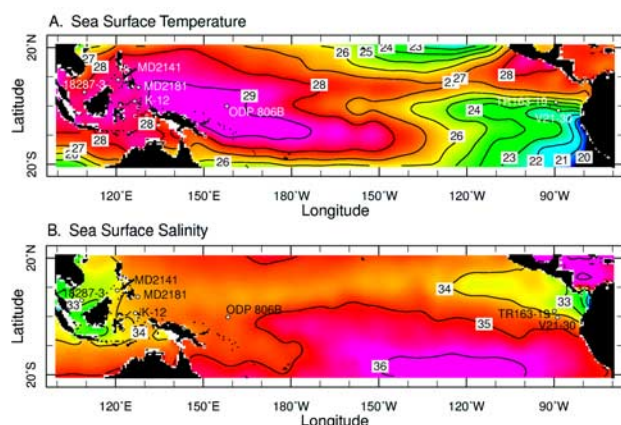 A. Sea Surface Temperature
20°N
Latitude
20°S
27
28
18287-3
MD2141
MD2181
K-12
28
28
27
26
29
ODP 806B
28
26
26
25
24
23
27
28
TR163-19
V21-30
24
26
23
22
21
20
120°E
150°E
180°W
150°W
120°W
90°W
Longitude
B. Sea Surface Salinity
20°N
Latitude
20°S
33
18287-3
MD2141
MD2181
K-12
34
ODP 806B
34
33
35
TR163-19
V21-30
36
120°E
150°E
180°W
150°W
120°W
90°W
Longitude